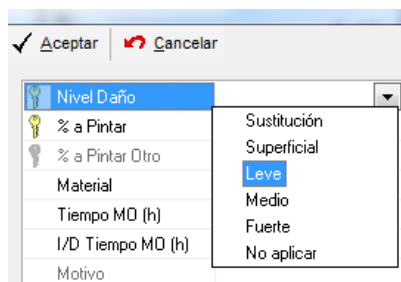 Aceptar Cancelar
Nivel Daño
% a Pintar
% a Pintar Otro
Material
Tiempo MO (h)
I/D Tiempo MO (h)
Motivo
Sustitución
Superficial
Leve
Medio
Fuerte
No aplicar